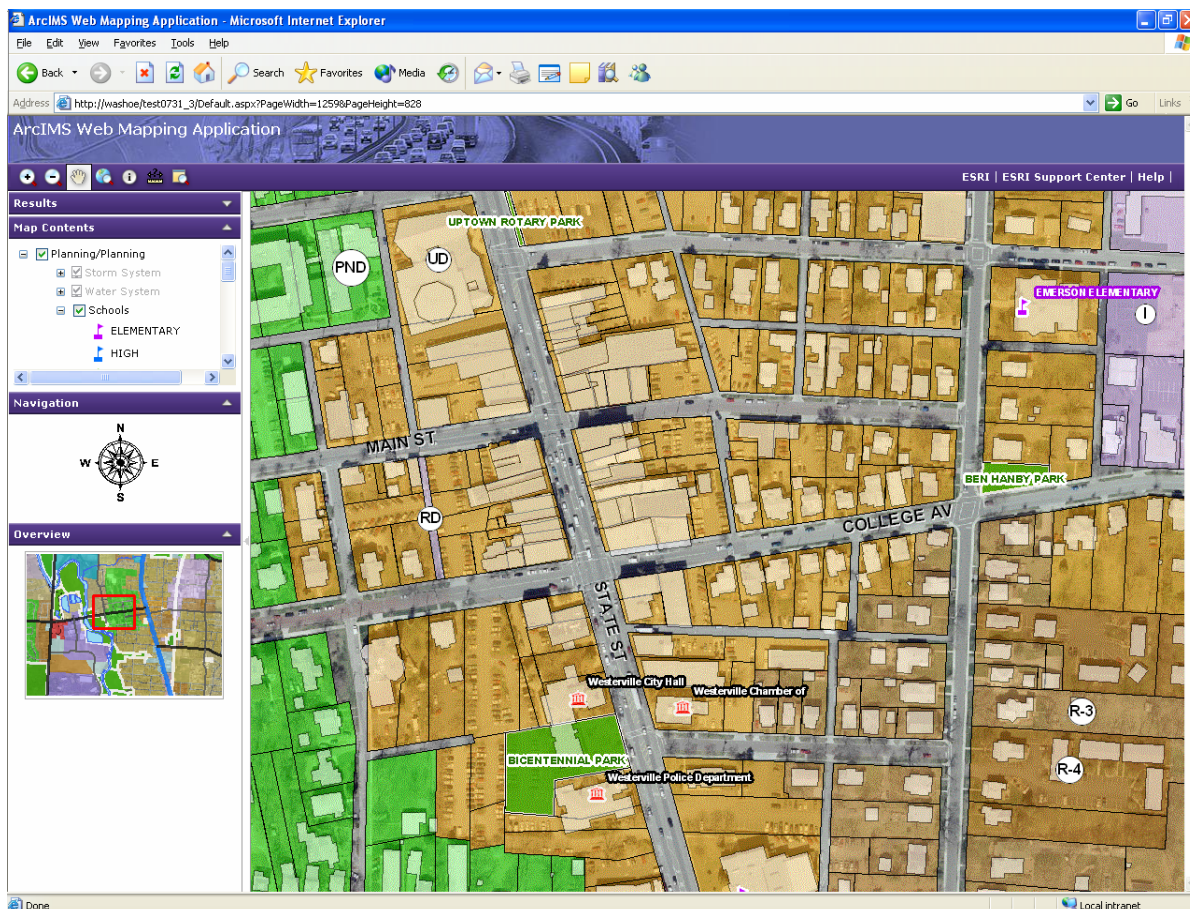 ArcIMS Web Mapping Application - Microsoft Internet Explorer
File Edit View Favorites Tools Help
Back Search Favorites Media
Address http://washoe/test0731_3/Default.aspx?PageWidth=1259&PageHeight=828 Go Links
ArcIMS Web Mapping Application
ESRI | ESRI Support Center | Help |
Results
Map Contents
Planning/Planning
Storm System
Water System
Schools
ELEMENTARY
HIGH
Navigation
N
W E
S
Overview
UPTOWN ROTARY PARK
PND
UD
EMERSON ELEMENTARY
I
MAIN ST
BEN HANBY PARK
RD
COLLEGE AV
STATE ST
Westerville City Hall
Westerville Chamber of
R-3
BICENTENNIAL PARK
R-4
Westerville Police Department
Done Local intranet